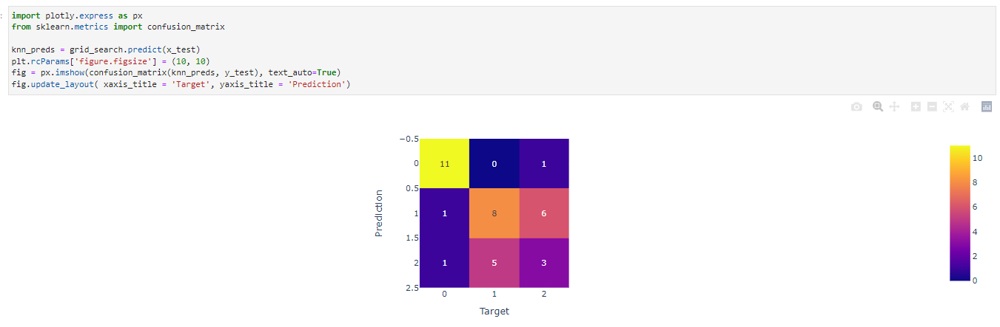 :
import plotly.express as px
from sklearn.metrics import confusion_matrix
knn_preds = grid_search.predict(x_test)
plt.rcParams['figure.figsize'] = (10, 10)
fig = px.imshow(confusion_matrix(knn_preds, y_test), text_auto=True)
fig.update_layout( xaxis_title = 'Target', yaxis_title = 'Prediction')
−0.5
0 11 0 1
0.5
1 1 8 6
1.5
2 1 5 3
2.5
0 1 2
Target
Prediction
10
8
6
4
2
0